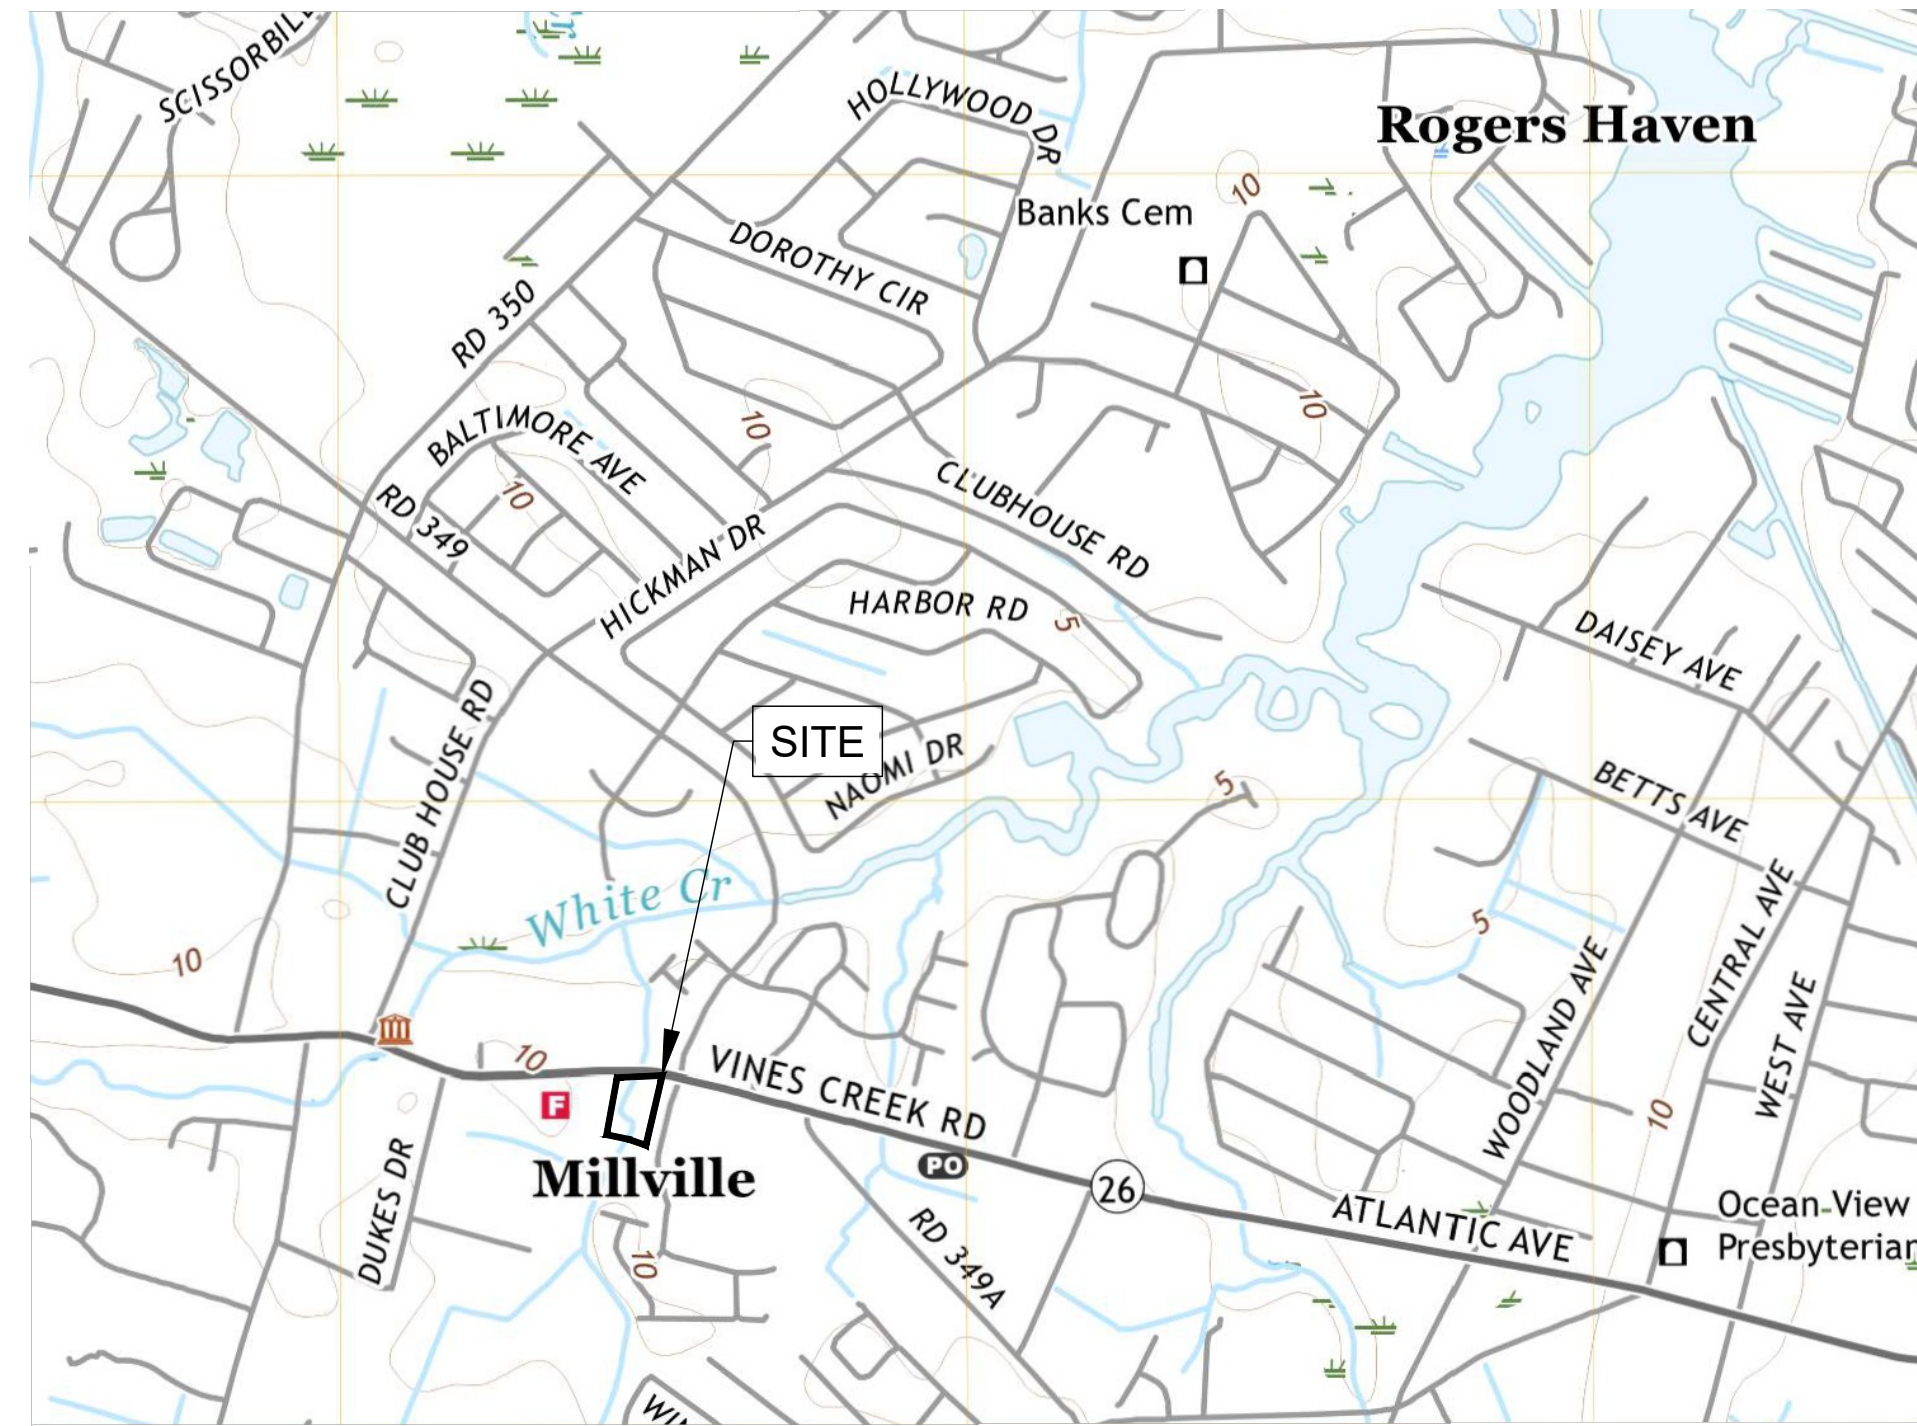 SCISSORBILL
HOLLYWOOD DR
Rogers Haven
10
Banks Cem
DOROTHY CIR
RD 350
10
10
BALTIMORE AVE
10
CLUBHOUSE RD
RD 349
HICKMAN DR
HARBOR RD
5
DAISEY AVE
CLUB HOUSE RD
SITE
NAOMI DR
5
BETTS AVE
White Cr
CENTRAL AVE
5
10
WOODLAND AVE
WEST AVE
10
VINES CREEK RD
F
10
Millville
PO
26
DUKES DR
RD 349A
ATLANTIC AVE
Ocean View
Presbyterian
10